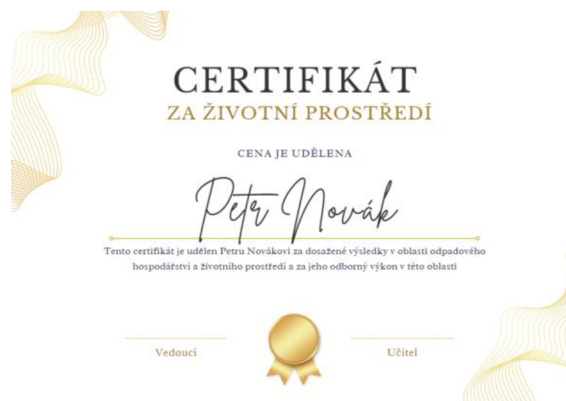 CERTIFIKÁT
ZA ŽIVOTNÍ PROSTŘEDÍ
CENA JE UDĚLENA
Petr Novák
Tento certifikát je udělen Petru Novákovi za dosažené výsledky v oblasti odpadového
hospodářství a životního prostředí a za jeho odborný výkon v této oblasti
Vedoucí
Učitel